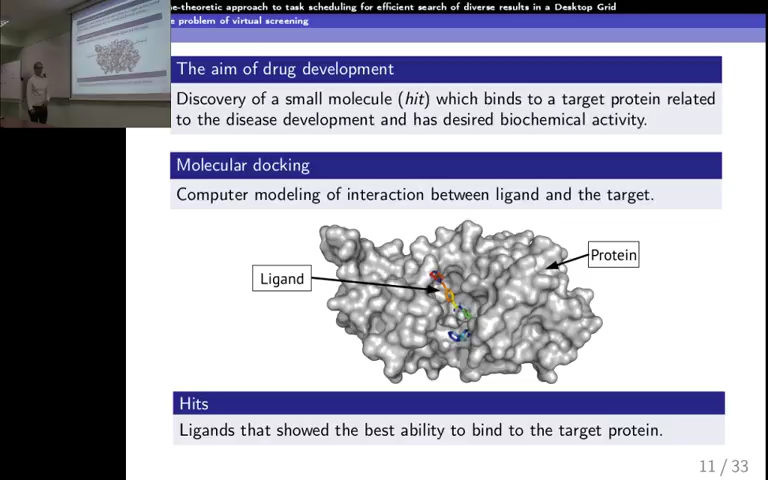 e-theoretic approach to task scheduling for efficient search of diverse results in a Desktop Grid
e problem of virtual screening
The aim of drug development
Discovery of a small molecule (hit) which binds to a target protein related
to the disease development and has desired biochemical activity.
Molecular docking
Computer modeling of interaction between ligand and the target.
Protein
Ligand
Hits
Ligands that showed the best ability to bind to the target protein.
11 / 33